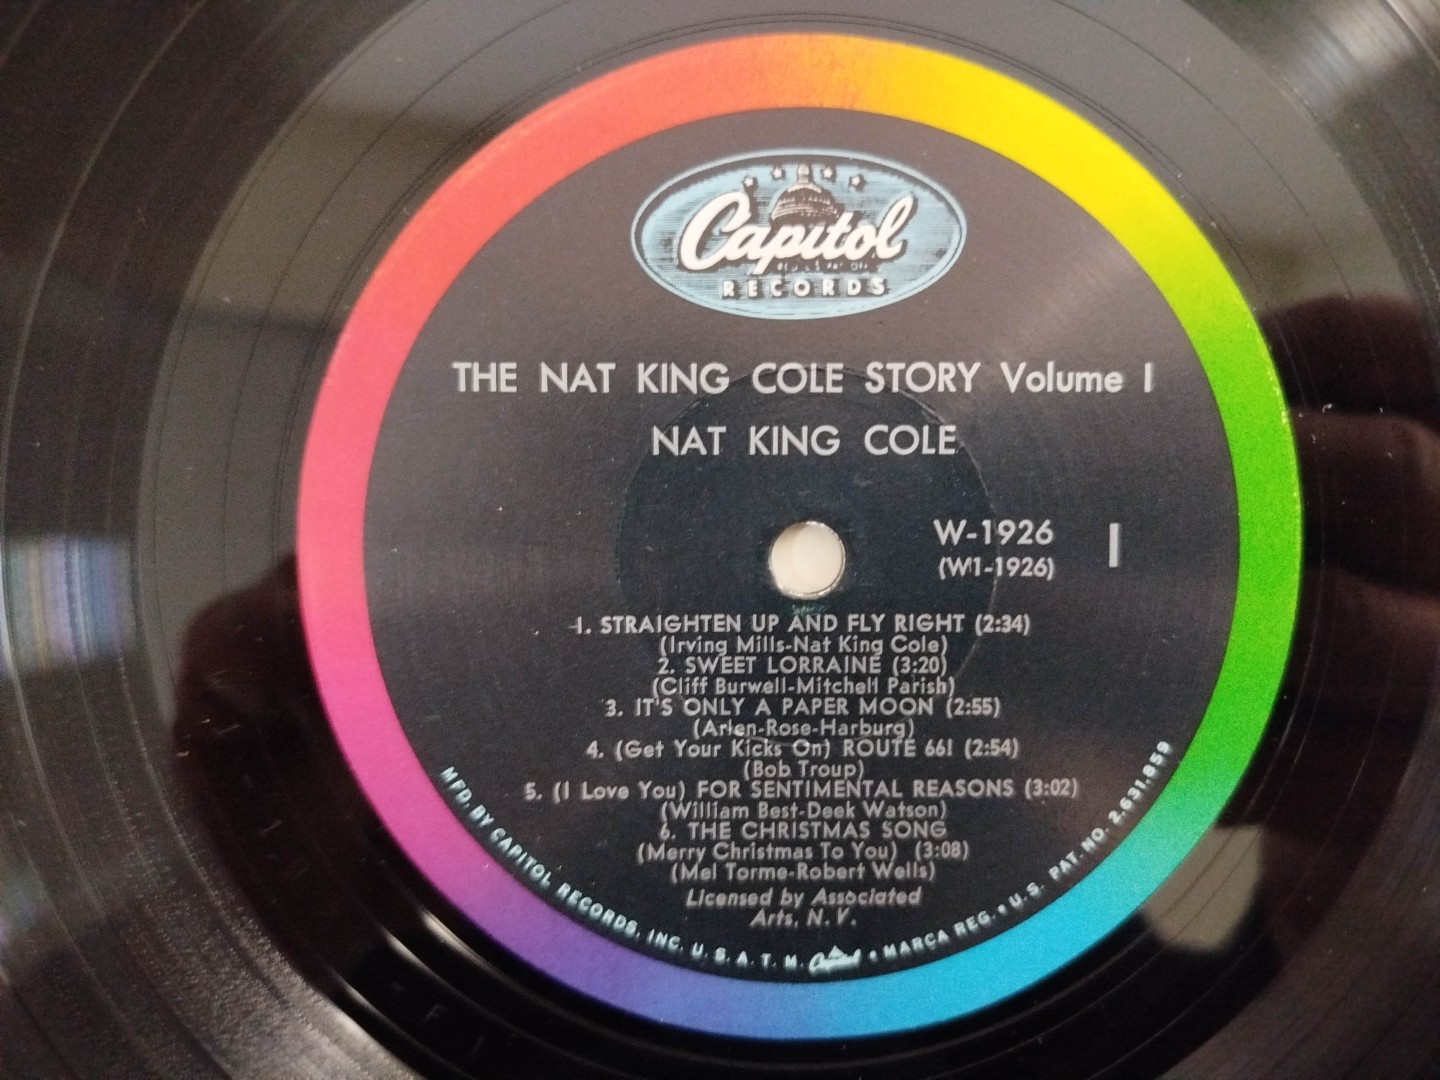 Capitol
RECORDS
THE NAT KING COLE STORY Volume I
NAT KING COLE
W-1926
(W1-1926)
I
1. STRAIGHTEN UP AND FLY RIGHT (2:34)
(Irving Mills-Nat King Cole)
2. SWEET LORRAINE (3:20)
(Cliff Burwell-Mitchell Parish)
3. IT'S ONLY A PAPER MOON (2:55)
(Arlen-Rose-Harburg)
4. (Get Your Kicks On) ROUTE 66! (2:54)
(Bob Troup)
5. (I Love You) FOR SENTIMENTAL REASONS (3:02)
(William Best-Deek Watson)
6. THE CHRISTMAS SONG
(Merry Christmas To You) (3:08)
(Mel Torme-Robert Wells)
Licensed by Associated
Arts, N. V.
MFD. BY CAPITOL RECORDS, INC. U. S. A. T. M. Capitol • MARCA REG. • U. S. PAT. NO. 2,631,859